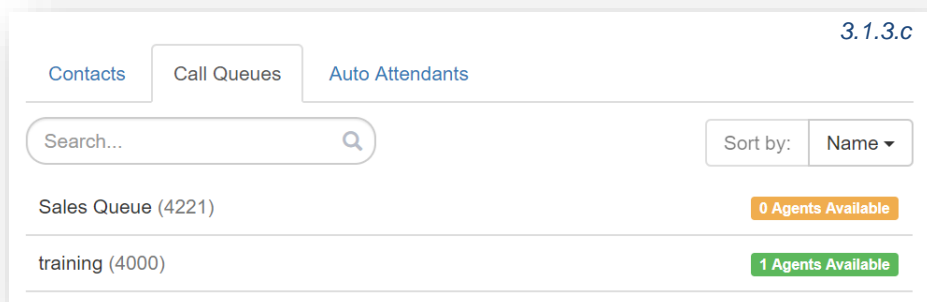 3.1.3.c
Contacts Call Queues Auto Attendants
Search... Sort by: Name
Sales Queue (4221) 0 Agents Available
training (4000) 1 Agents Available